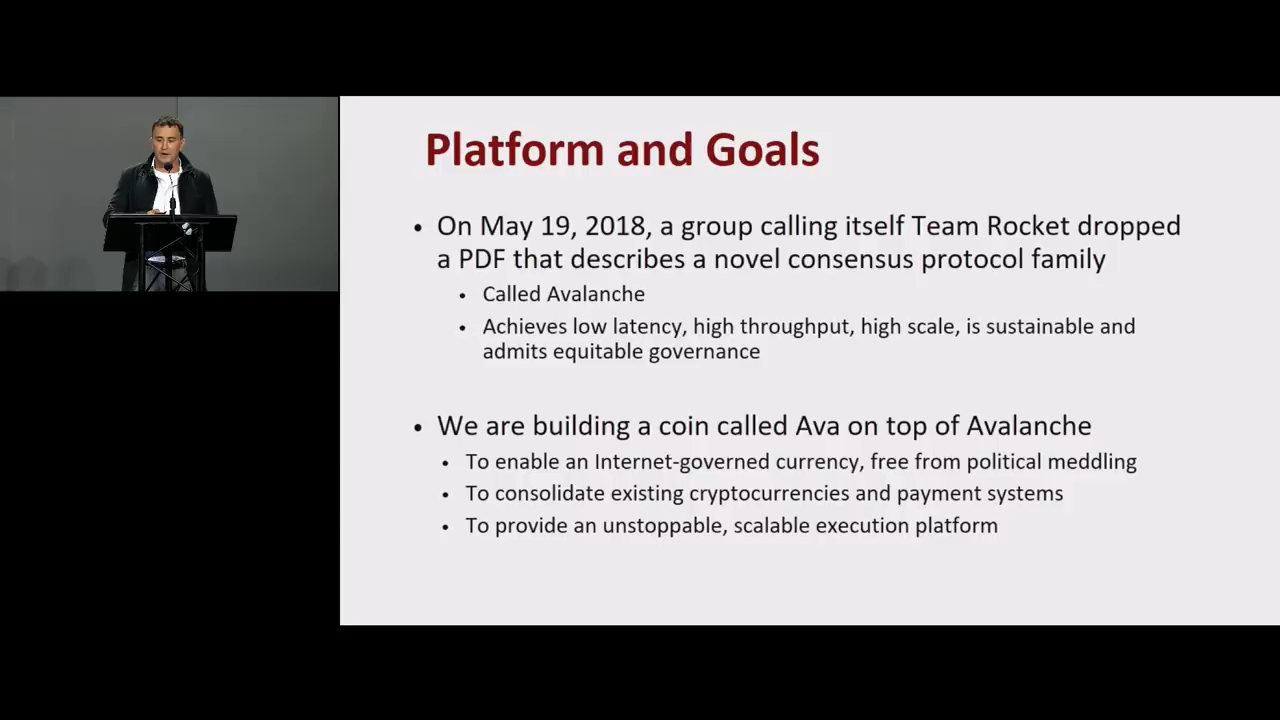 Platform and Goals
• On May 19, 2018, a group calling itself Team Rocket dropped
a PDF that describes a novel consensus protocol family
• Called Avalanche
• Achieves low latency, high throughput, high scale, is sustainable and
admits equitable governance
• We are building a coin called Ava on top of Avalanche
• To enable an Internet-governed currency, free from political meddling
• To consolidate existing cryptocurrencies and payment systems
• To provide an unstoppable, scalable execution platform